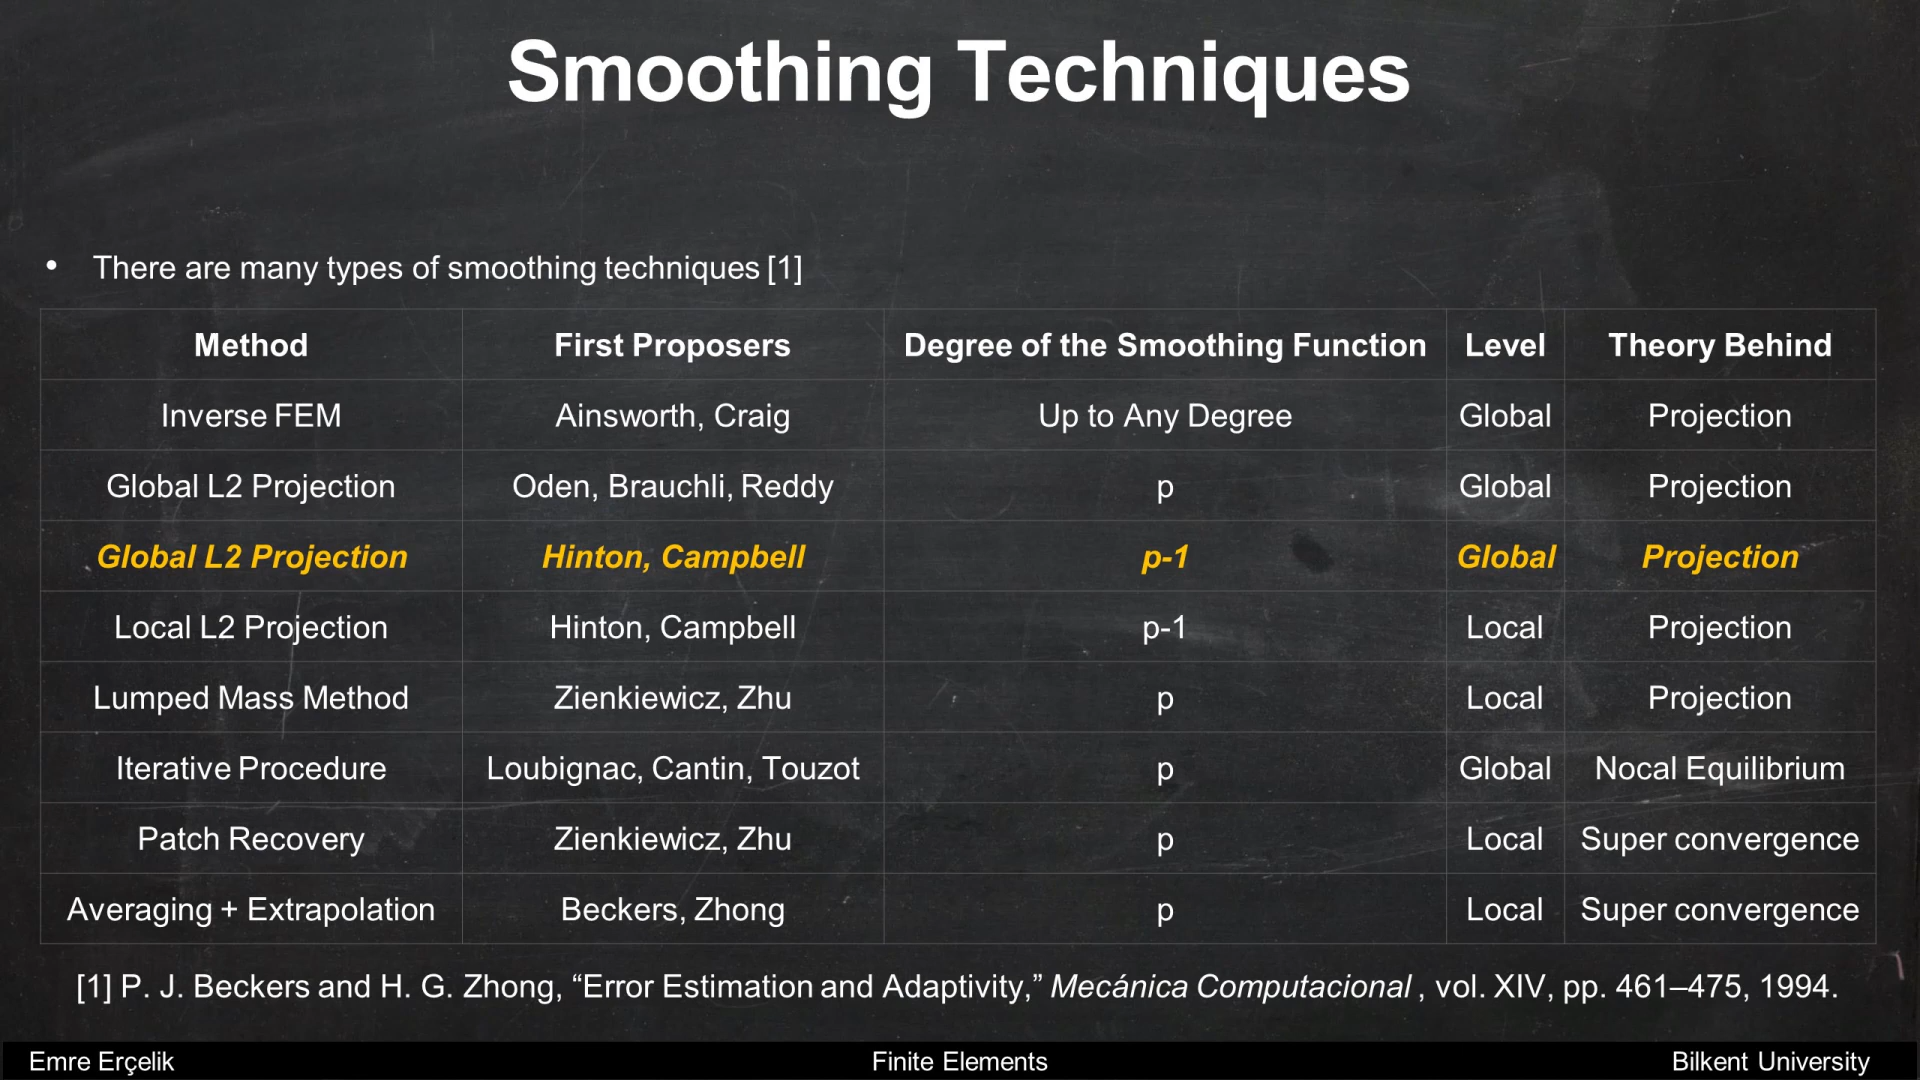 Smoothing Techniques
• There are many types of smoothing techniques [1]
Method First Proposers Degree of the Smoothing Function Level Theory Behind
Inverse FEM Ainsworth, Craig Up to Any Degree Global Projection
Global L2 Projection Oden, Brauchli, Reddy p Global Projection
Global L2 Projection Hinton, Campbell p-1 Global Projection
Local L2 Projection Hinton, Campbell p-1 Local Projection
Lumped Mass Method Zienkiewicz, Zhu p Local Projection
Iterative Procedure Loubignac, Cantin, Touzot p Global Nocal Equilibrium
Patch Recovery Zienkiewicz, Zhu p Local Super convergence
Averaging + Extrapolation Beckers, Zhong p Local Super convergence
[1] P. J. Beckers and H. G. Zhong, “Error Estimation and Adaptivity,” Mecánica Computacional , vol. XIV, pp. 461–475, 1994.
Emre Erçelik Finite Elements Bilkent University